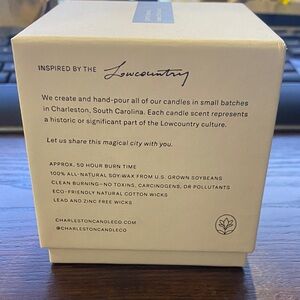 INSPIRED BY THE Lowcountry
We create and hand-pour all of our candles in small batches
in Charleston, South Carolina. Each candle scent represents
a historic or significant part of the Lowcountry culture.
Let us share this magical city with you.
APPROX. 50 HOUR BURN TIME
100% ALL-NATURAL SOY WAX FROM U.S. GROWN SOYBEANS
CLEAN BURNING—NO TOXINS, CARCINOGENS, OR POLLUTANTS
ECO-FRIENDLY NATURAL COTTON WICKS
LEAD AND ZINC FREE WICKS
CHARLESTONCANDLECO.COM
@CHARLESTONCANDLECO